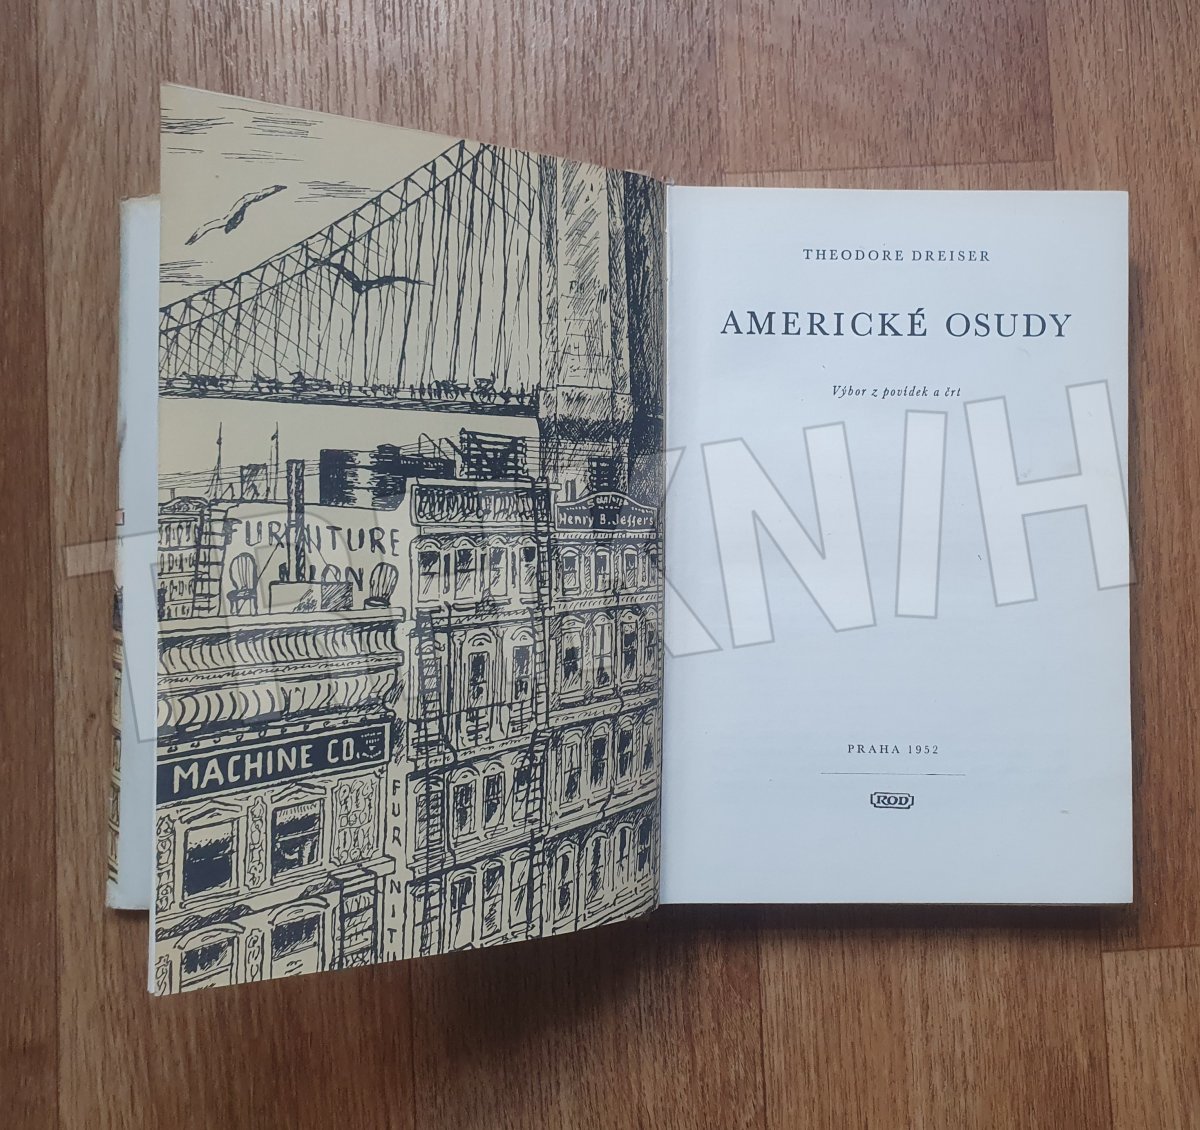 FURNITURE
Henry B. Jeffers
MACHINE CO.
FUR NIT
THEODORE DREISER
AMERICKÉ OSUDY
Výbor z povídek a črt
PRAHA 1952
ROD